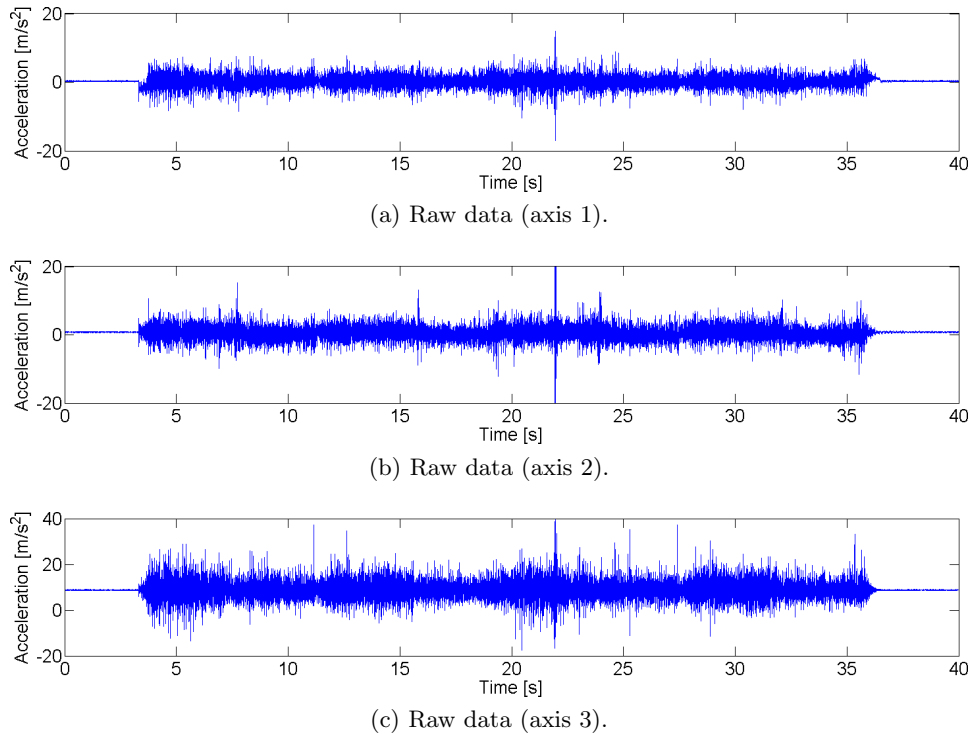 20
0
-20
Acceleration [m/s²]
0 5 10 15 20 25 30 35 40
Time [s]
(a) Raw data (axis 1).
20
0
-20
Acceleration [m/s²]
0 5 10 15 20 25 30 35 40
Time [s]
(b) Raw data (axis 2).
40
20
0
-20
Acceleration [m/s²]
0 5 10 15 20 25 30 35 40
Time [s]
(c) Raw data (axis 3).